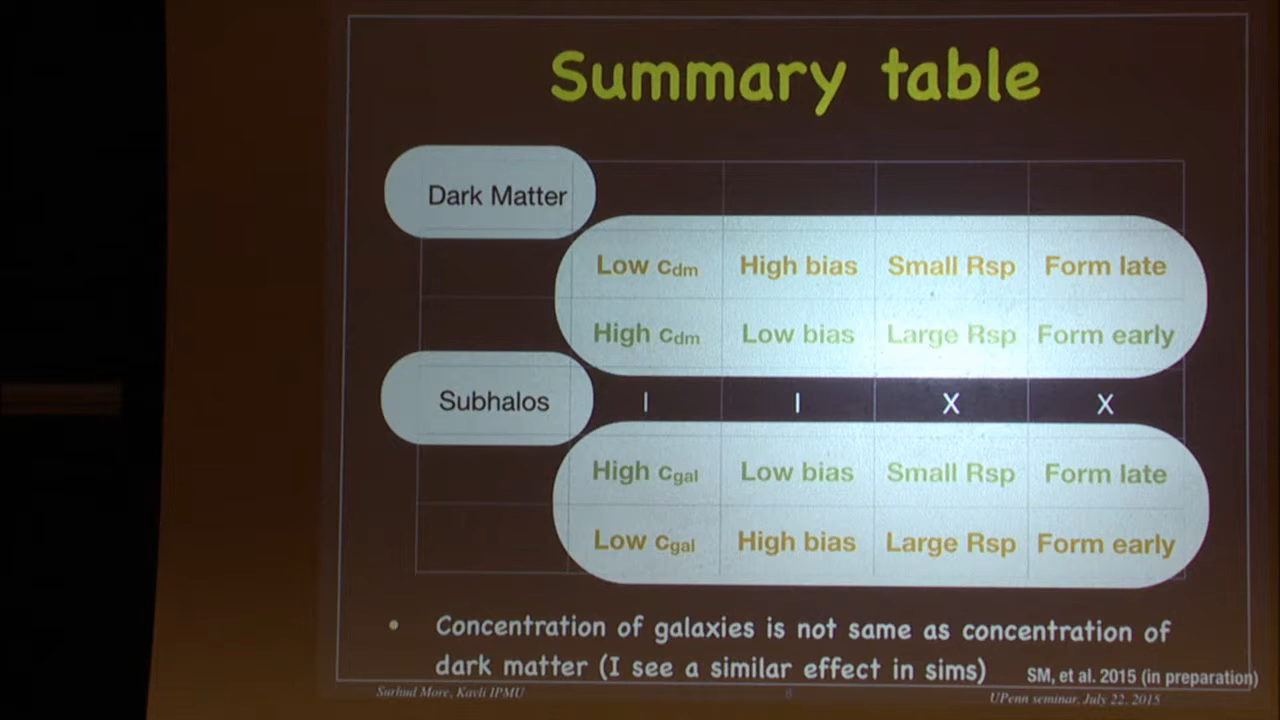 Summary table
Dark Matter
Low cdm High bias Small Rsp Form late
High cdm Low bias Large Rsp Form early
Subhalos | | X X
High cgal Low bias Small Rsp Form late
Low cgal High bias Large Rsp Form early
• Concentration of galaxies is not same as concentration of
dark matter (I see a similar effect in sims)
SM, et al. 2015 (in preparation)
Surhud More, Kavli IPMU 8 UPenn seminar, July 22, 2015